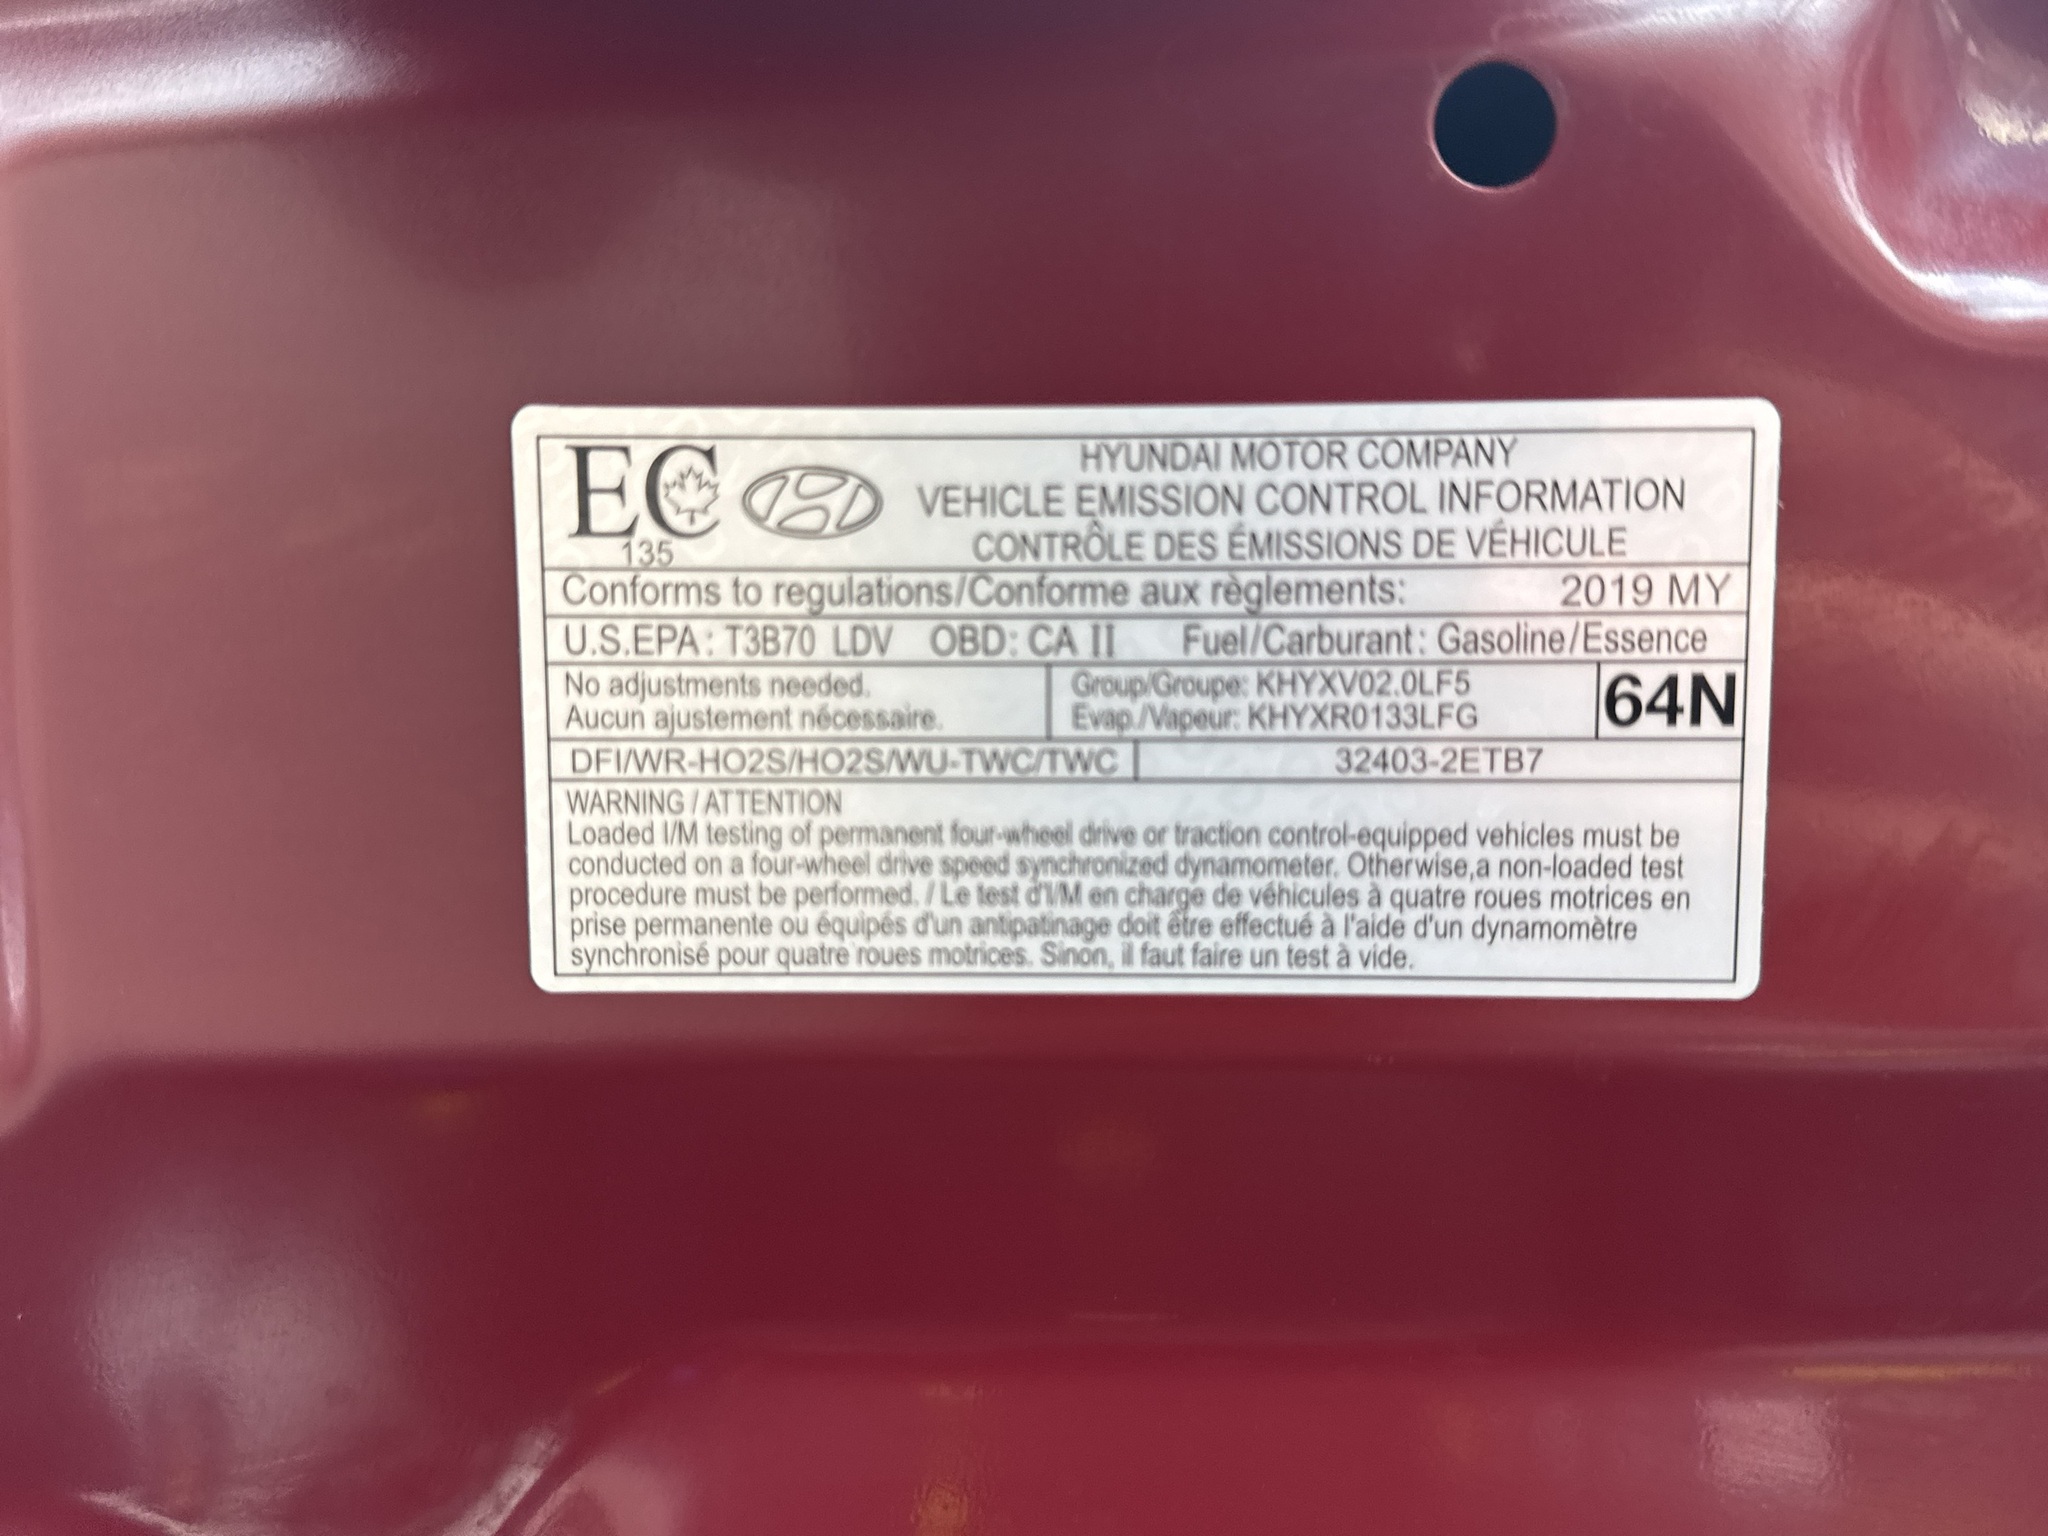 EC
135
HYUNDAI MOTOR COMPANY
VEHICLE EMISSION CONTROL INFORMATION
CONTRÔLE DES ÉMISSIONS DE VÉHICULE
Conforms to regulations/Conforme aux règlements: 2019 MY
U.S.EPA: T3B70 LDV OBD: CA II Fuel/Carburant: Gasoline/Essence
No adjustments needed.
Aucun ajustement nécessaire.
Group/Groupe: KHYXV02.0LF5
Evap./Vapeur: KHYXR0133LFG
64N
DFI/WR-HO2S/HO2S/WU-TWC/TWC
32403-2ETB7
WARNING / ATTENTION
Loaded I/M testing of permanent four-wheel drive or traction control-equipped vehicles must be
conducted on a four-wheel drive speed synchronized dynamometer. Otherwise,a non-loaded test
procedure must be performed. / Le test d'I/M en charge de véhicules à quatre roues motrices en
prise permanente ou équipés d'un antipatinage doit être effectué à l'aide d'un dynamomètre
synchronisé pour quatre roues motrices. Sinon, il faut faire un test à vide.